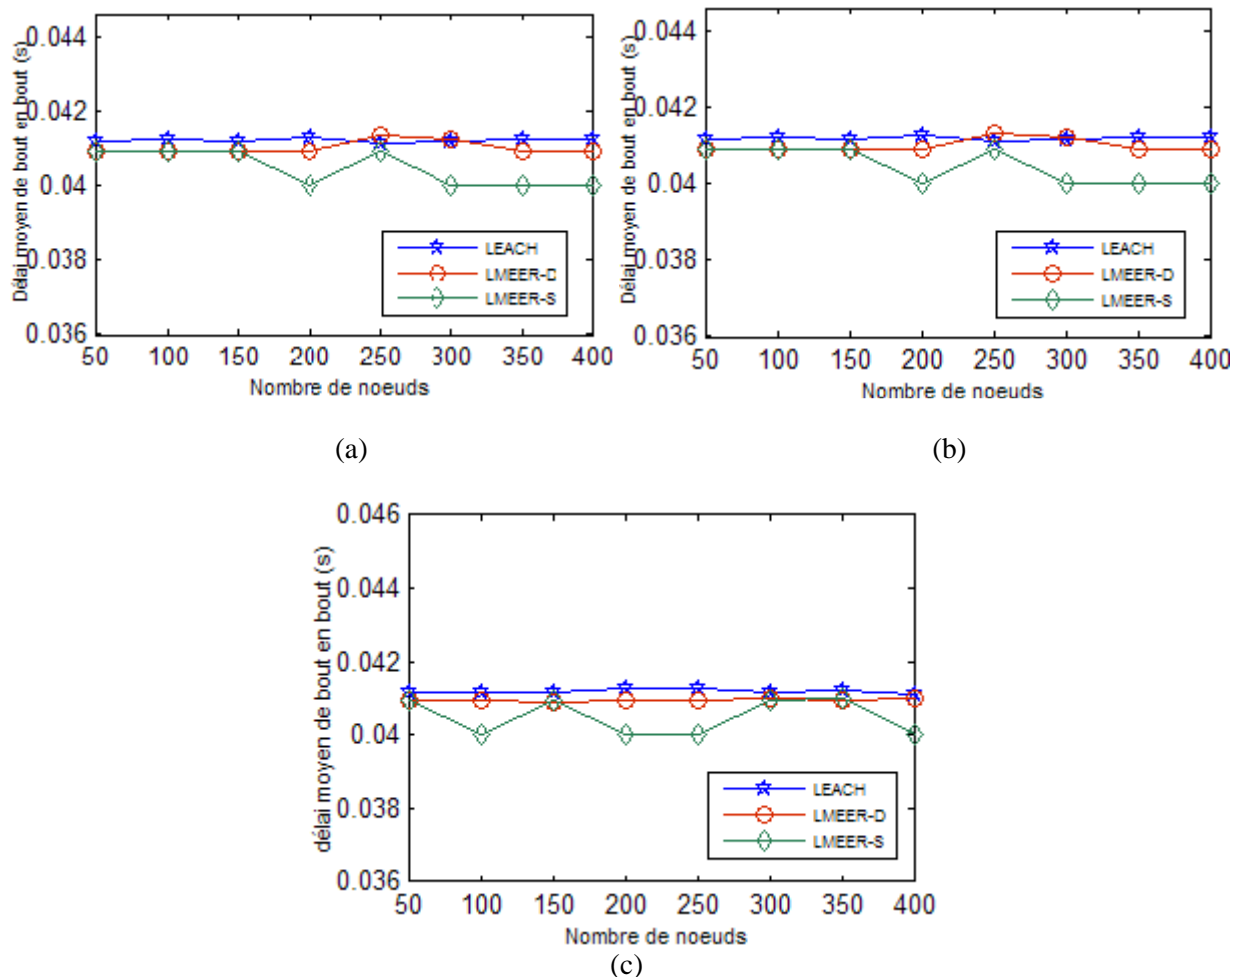 Délai moyen de bout en bout (s)
0.044
0.042
0.04
0.038
0.036
LEACH
LMEER-D
LMEER-S
50 100 150 200 250 300 350 400
Nombre de noeuds
(a)
Délai moyen de bout en bout (s)
0.044
0.042
0.04
0.038
0.036
LEACH
LMEER-D
LMEER-S
50 100 150 200 250 300 350 400
Nombre de noeuds
(b)
délai moyen de bout en bout (s)
0.046
0.044
0.042
0.04
0.038
0.036
LEACH
LMEER-D
LMEER-S
50 100 150 200 250 300 350 400
Nombre de noeuds
(c)